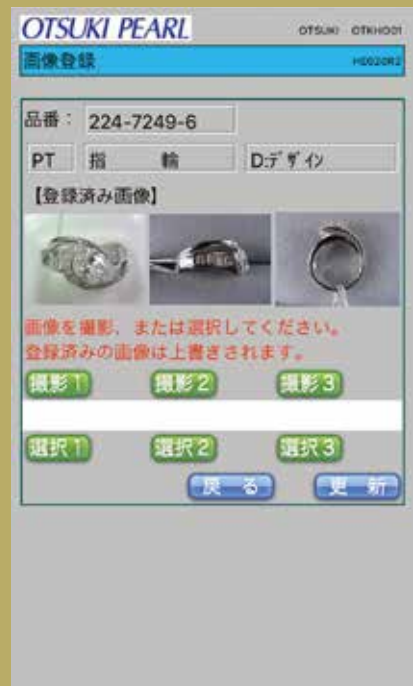 OTSUKI PEARL OTSUKI OTKH001
画像登録 H0020R2
品番： 224-7249-6
PT 指 輪 D:ﾃﾞｻﾞｲﾝ
【登録済み画像】
画像を撮影、または選択してください。
登録済みの画像は上書きされます。
撮影1 撮影2 撮影3
選択1 選択2 選択3
戻 る 更 新